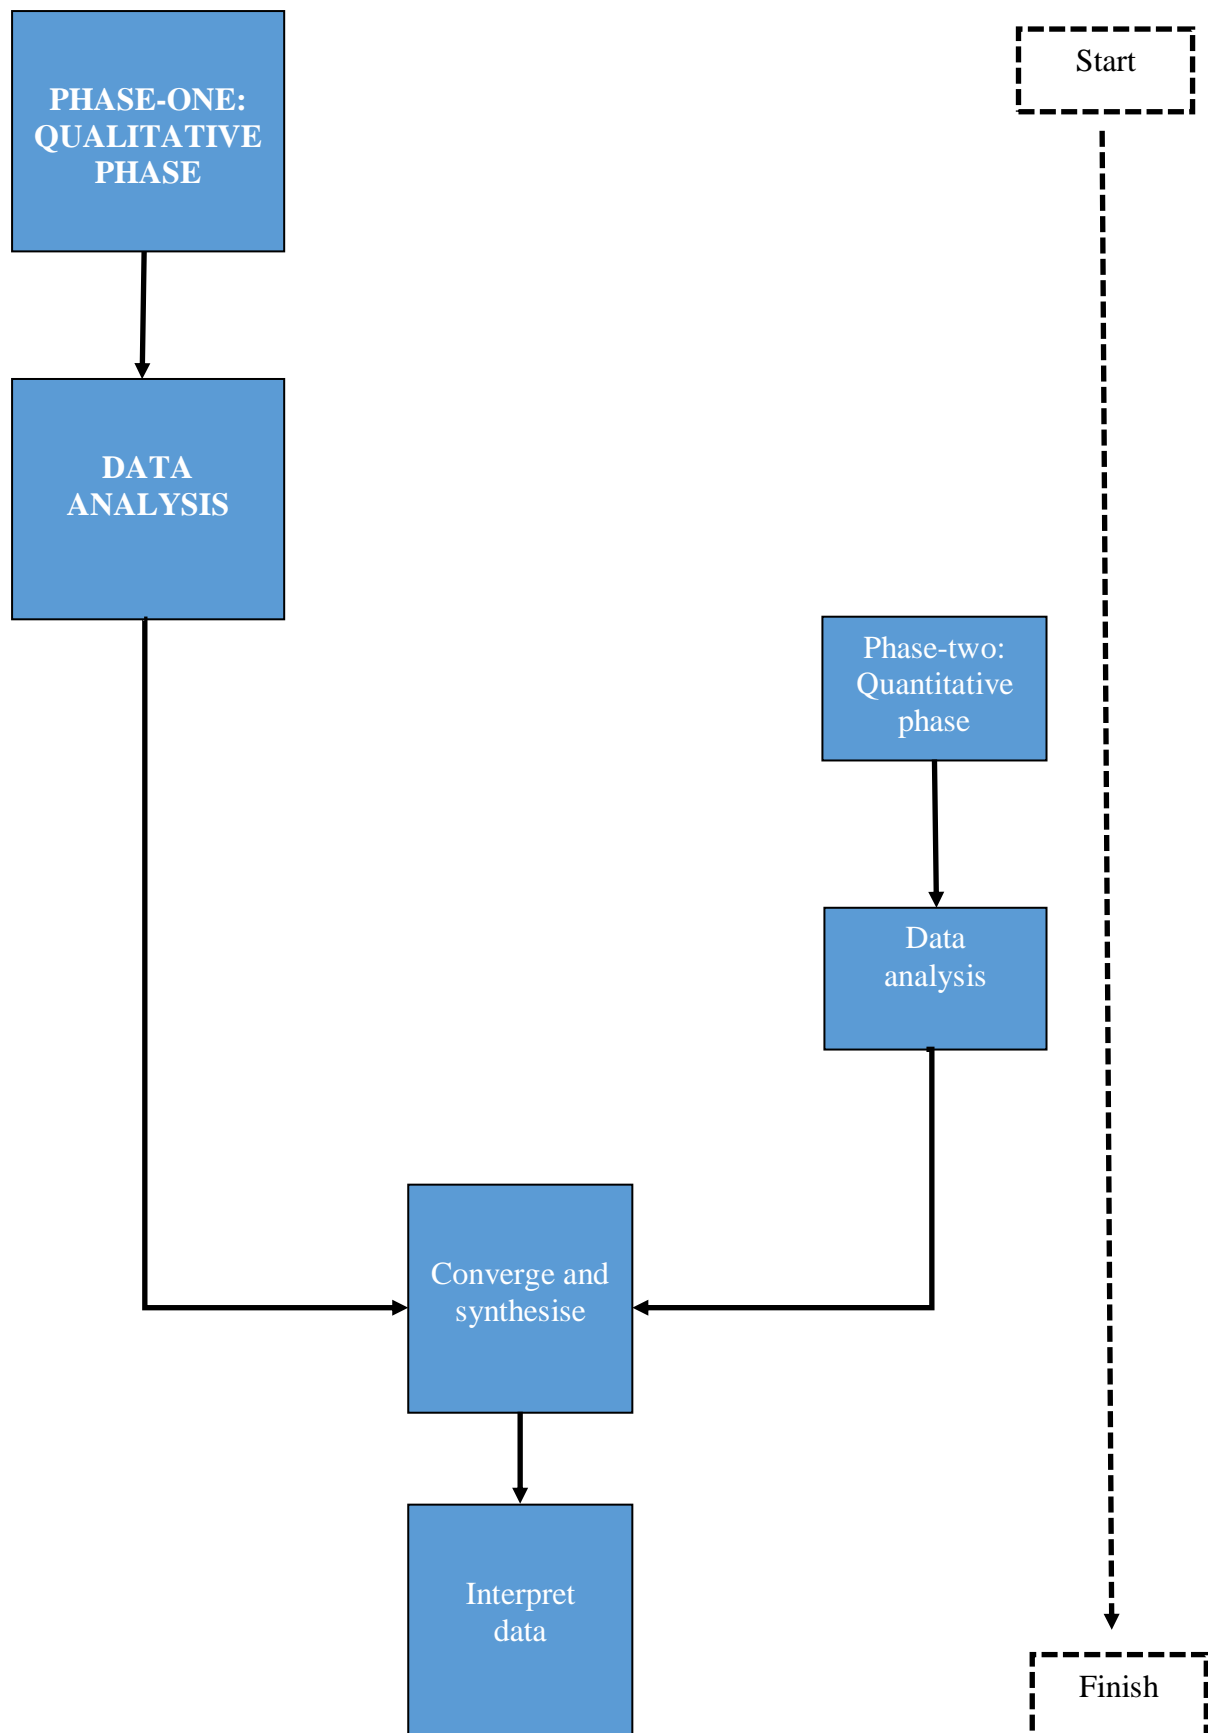 PHASE-ONE:
QUALITATIVE
PHASE
Start
DATA
ANALYSIS
Phase-two:
Quantitative
phase
Data
analysis
Converge and
synthesise
Interpret
data
Finish